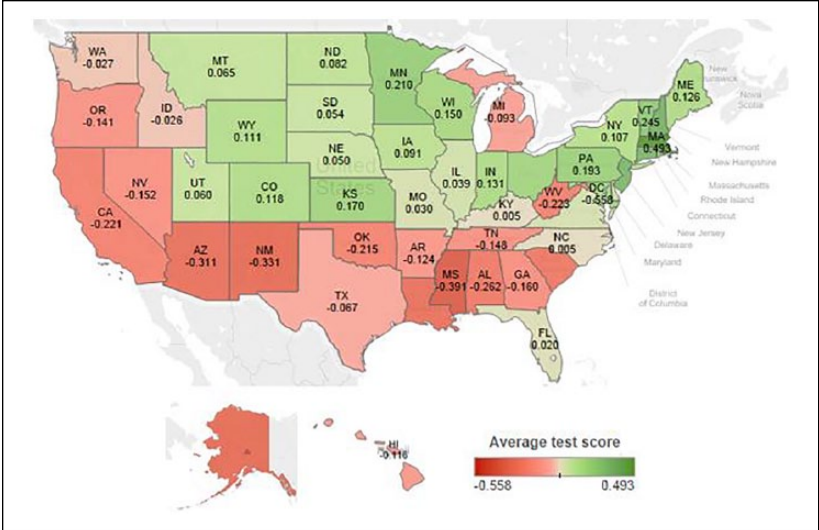 WA
-0.027
MT
0.065
ND
0.082
MN
0.210
ME
0.126
New
Nova
Scotia
OR
-0.141
ID
-0.026
WY
0.111
SD
0.054
WI
0.150
MI
-0.093
NY
0.107
VT
0.245
MA
0.493
Vermont
New Hampshire
Massachusetts
Rhode Island
Connecticut
New Jersey
Delaware
Maryland
District
of Columbia
NV
-0.152
UT
0.060
CO
0.118
NE
0.050
IA
0.091
IL
0.039
IN
0.131
PA
0.193
United
States
KS
0.170
MO
0.030
KY
0.005
WV
-0.223
DC
-0.558
CA
-0.221
AZ
-0.311
NM
-0.331
OK
-0.215
AR
-0.124
TN
-0.148
NC
0.005
TX
-0.067
MS
-0.391
AL
-0.262
GA
-0.160
FL
0.020
HI
-0.116
Average test score
-0.558
0.493